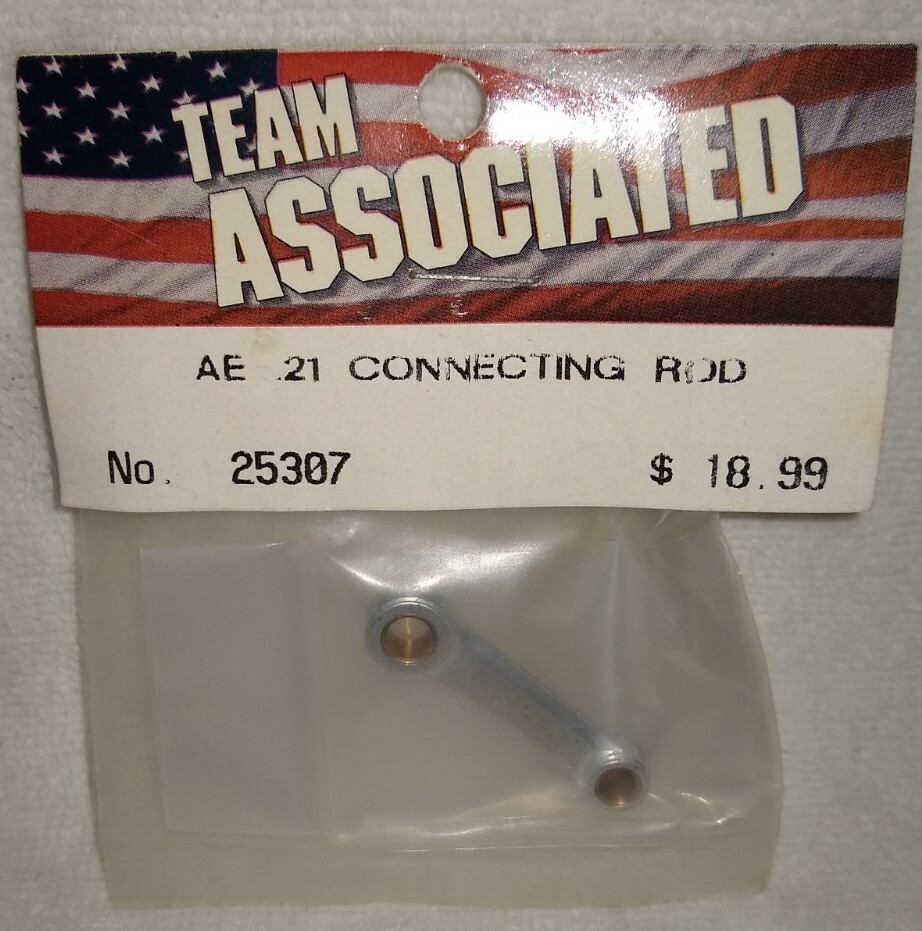 TEAM
ASSOCIATED
AE .21 CONNECTING ROD
No. 25307 $ 18.99